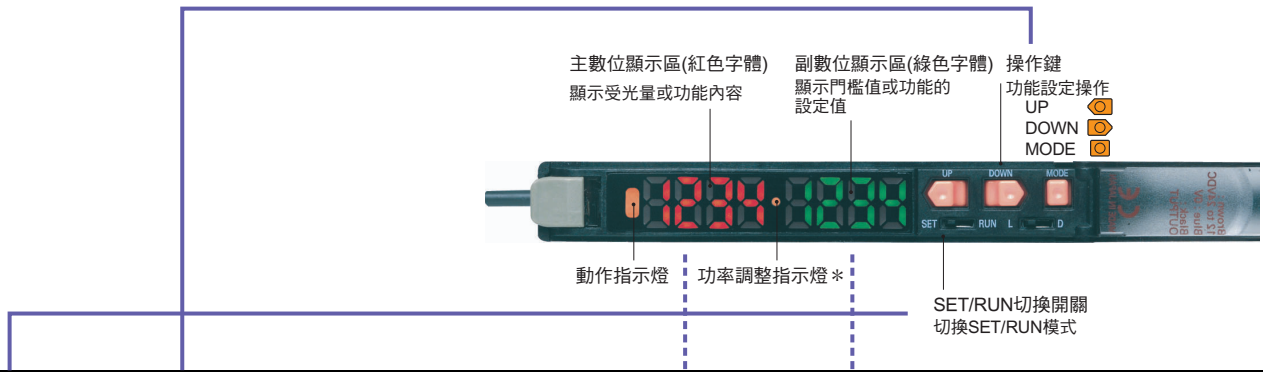 主數位顯示區(紅色字體)
顯示受光量或功能內容
副數位顯示區(綠色字體)
顯示門檻值或功能的
設定值
操作鍵
功能設定操作
UP
DOWN
MODE
UP DOWN MODE
1234 1234
SET RUN L D
CE
動作指示燈
功率調整指示燈＊
SET/RUN切換開關
切換SET/RUN模式